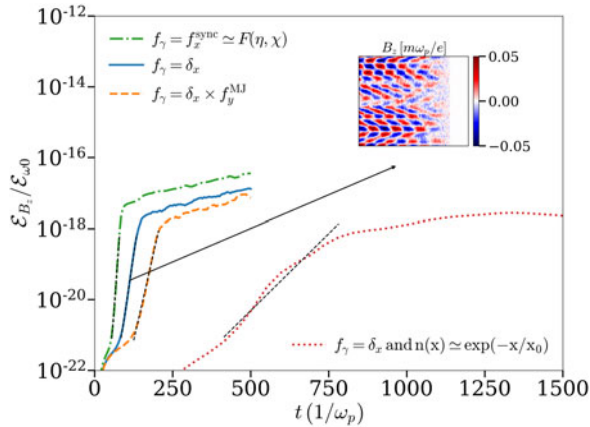 10⁻¹²
10⁻¹⁴
10⁻¹⁶
10⁻¹⁸
10⁻²⁰
10⁻²²
ℰ_{B_z}/ℰ_{ω0}
f_γ = f_x^{sync} ≃ F(η, χ)
f_γ = δ_x
f_γ = δ_x × f_y^{MJ}
B_z [mω_p/e]
0.05
0.00
−0.05
f_γ = δ_x and n(x) ≃ exp(−x/x₀)
0 250 500 750 1000 1250 1500
t (1/ω_p)